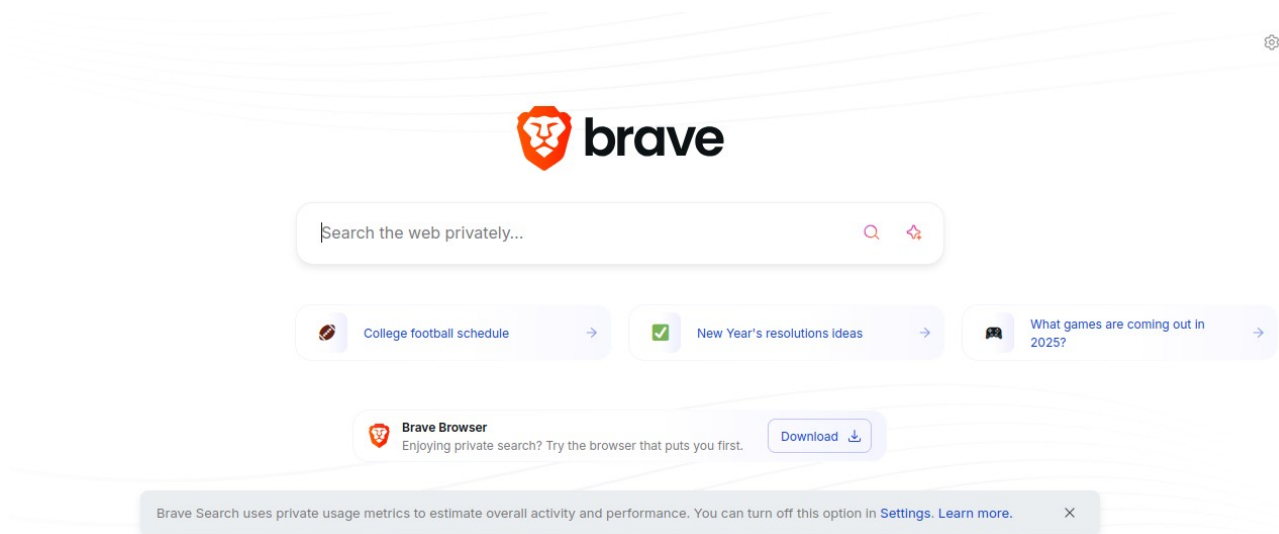 brave
Search the web privately...
College football schedule
New Year's resolutions ideas
What games are coming out in
2025?
Brave Browser
Enjoying private search? Try the browser that puts you first.
Download
Brave Search uses private usage metrics to estimate overall activity and performance. You can turn off this option in Settings. Learn more.